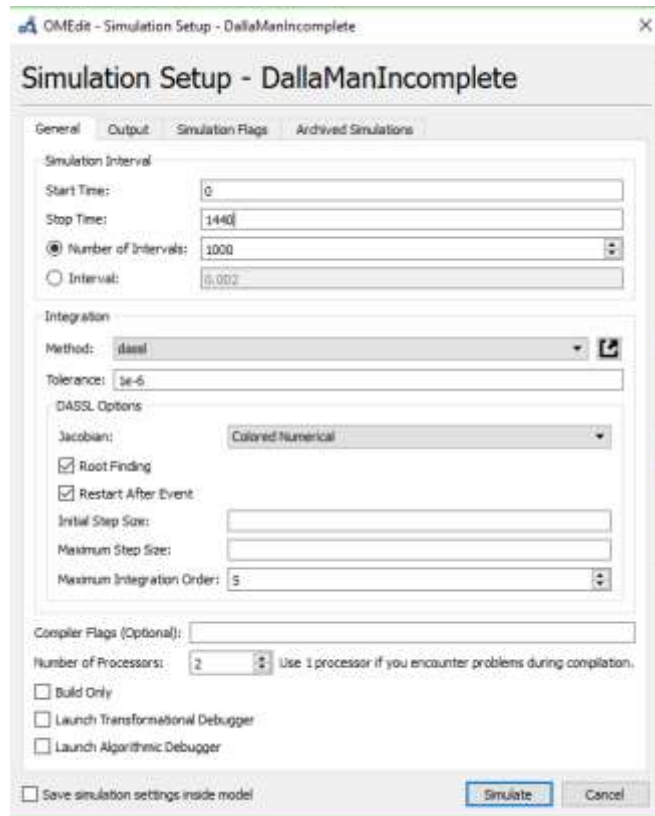 OMEdit - Simulation Setup - DallaManIncomplete
Simulation Setup - DallaManIncomplete
General Output Simulation Flags Archived Simulations
Simulation Interval
Start Time: 0
Stop Time: 1440
Number of Intervals: 1000
Interval: 0.002
Integration
Method: dassl
Tolerance: 1e-6
DASSL Options
Jacobian: Colored Numerical
Root Finding
Restart After Event
Initial Step Size:
Maximum Step Size:
Maximum Integration Order: 5
Compiler Flags (Optional):
Number of Processors: 2 Use 1 processor if you encounter problems during compilation.
Build Only
Launch Transformational Debugger
Launch Algorithmic Debugger
Save simulation settings inside model Simulate Cancel